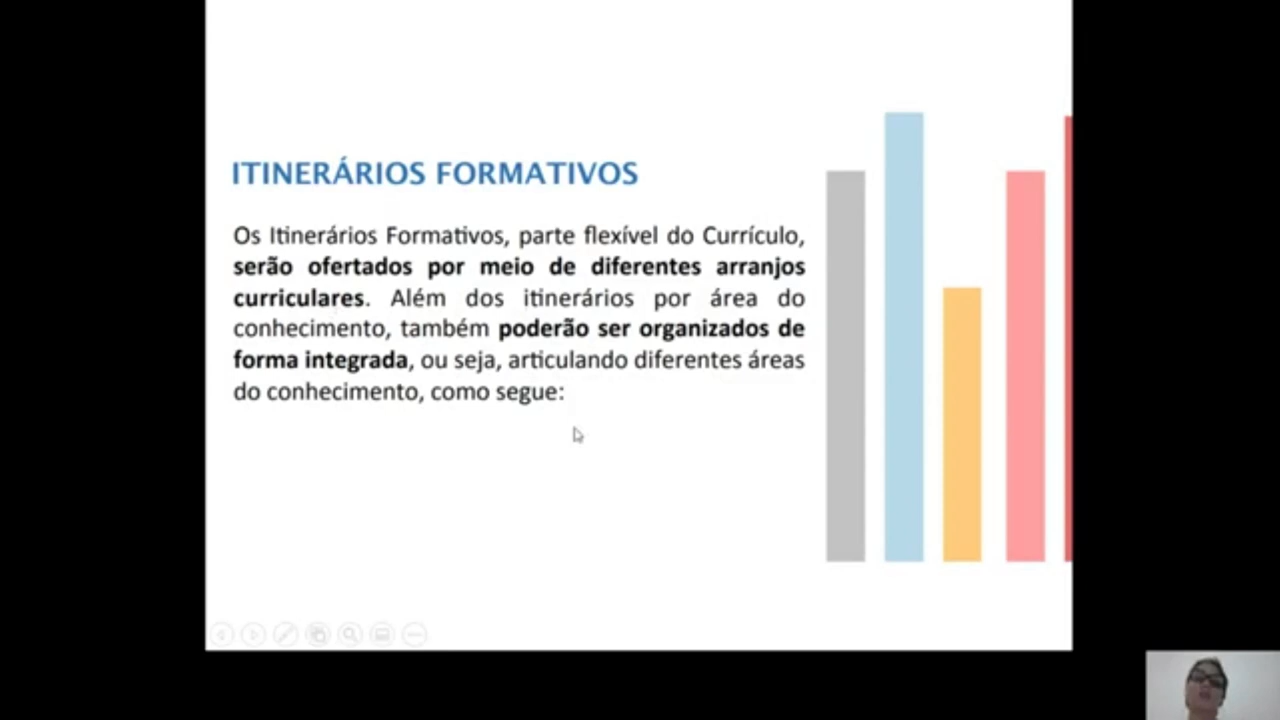 ITINERÁRIOS FORMATIVOS
Os Itinerários Formativos, parte flexível do Currículo,
serão ofertados por meio de diferentes arranjos
curriculares. Além dos itinerários por área do
conhecimento, também poderão ser organizados de
forma integrada, ou seja, articulando diferentes áreas
do conhecimento, como segue: